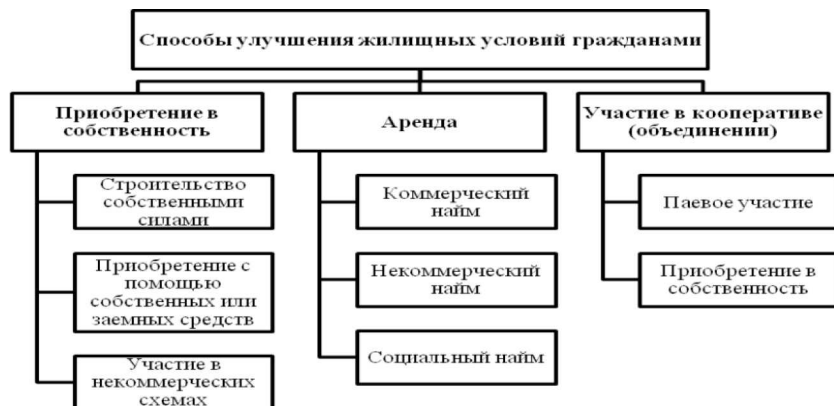 Способы улучшения жилищных условий гражданами
Приобретение в
собственность
Строительство
собственными
силами
Приобретение с
помощью
собственных или
заемных средств
Участие в
некоммерческих
схемах
Аренда
Коммерческий
найм
Некоммерческий
найм
Социальный найм
Участие в кооперативе
(объединении)
Паевое участие
Приобретение в
собственность